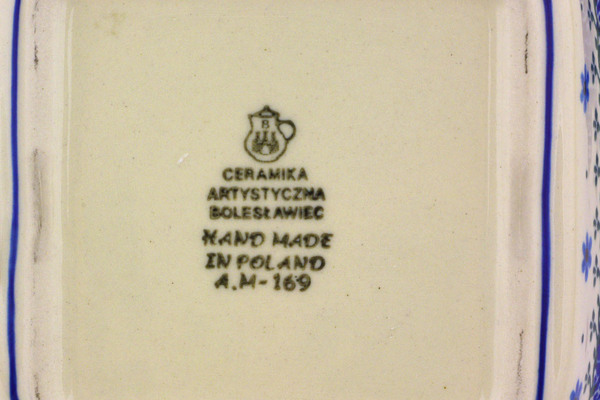 B
CERAMIKA
ARTYSTYCZNA
BOLESŁAWIEC
HAND MADE
IN POLAND
A.M-169